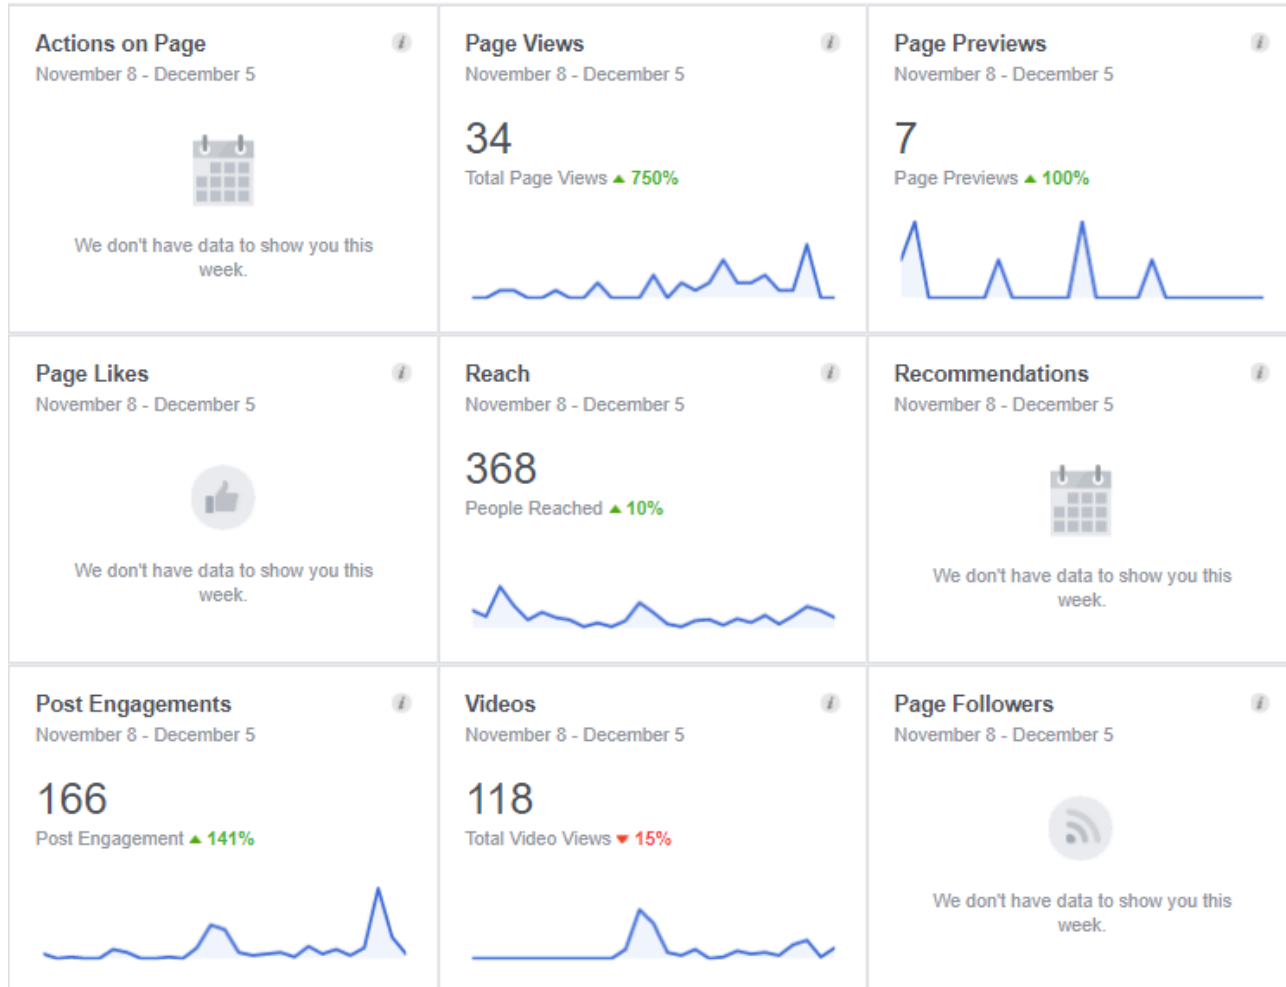 Actions on Page
November 8 - December 5
We don't have data to show you this
week.
Page Views
November 8 - December 5
34
Total Page Views ▲ 750%
Page Previews
November 8 - December 5
7
Page Previews ▲ 100%
Page Likes
November 8 - December 5
We don't have data to show you this
week.
Reach
November 8 - December 5
368
People Reached ▲ 10%
Recommendations
November 8 - December 5
We don't have data to show you this
week.
Post Engagements
November 8 - December 5
166
Post Engagement ▲ 141%
Videos
November 8 - December 5
118
Total Video Views ▼ 15%
Page Followers
November 8 - December 5
We don't have data to show you this
week.